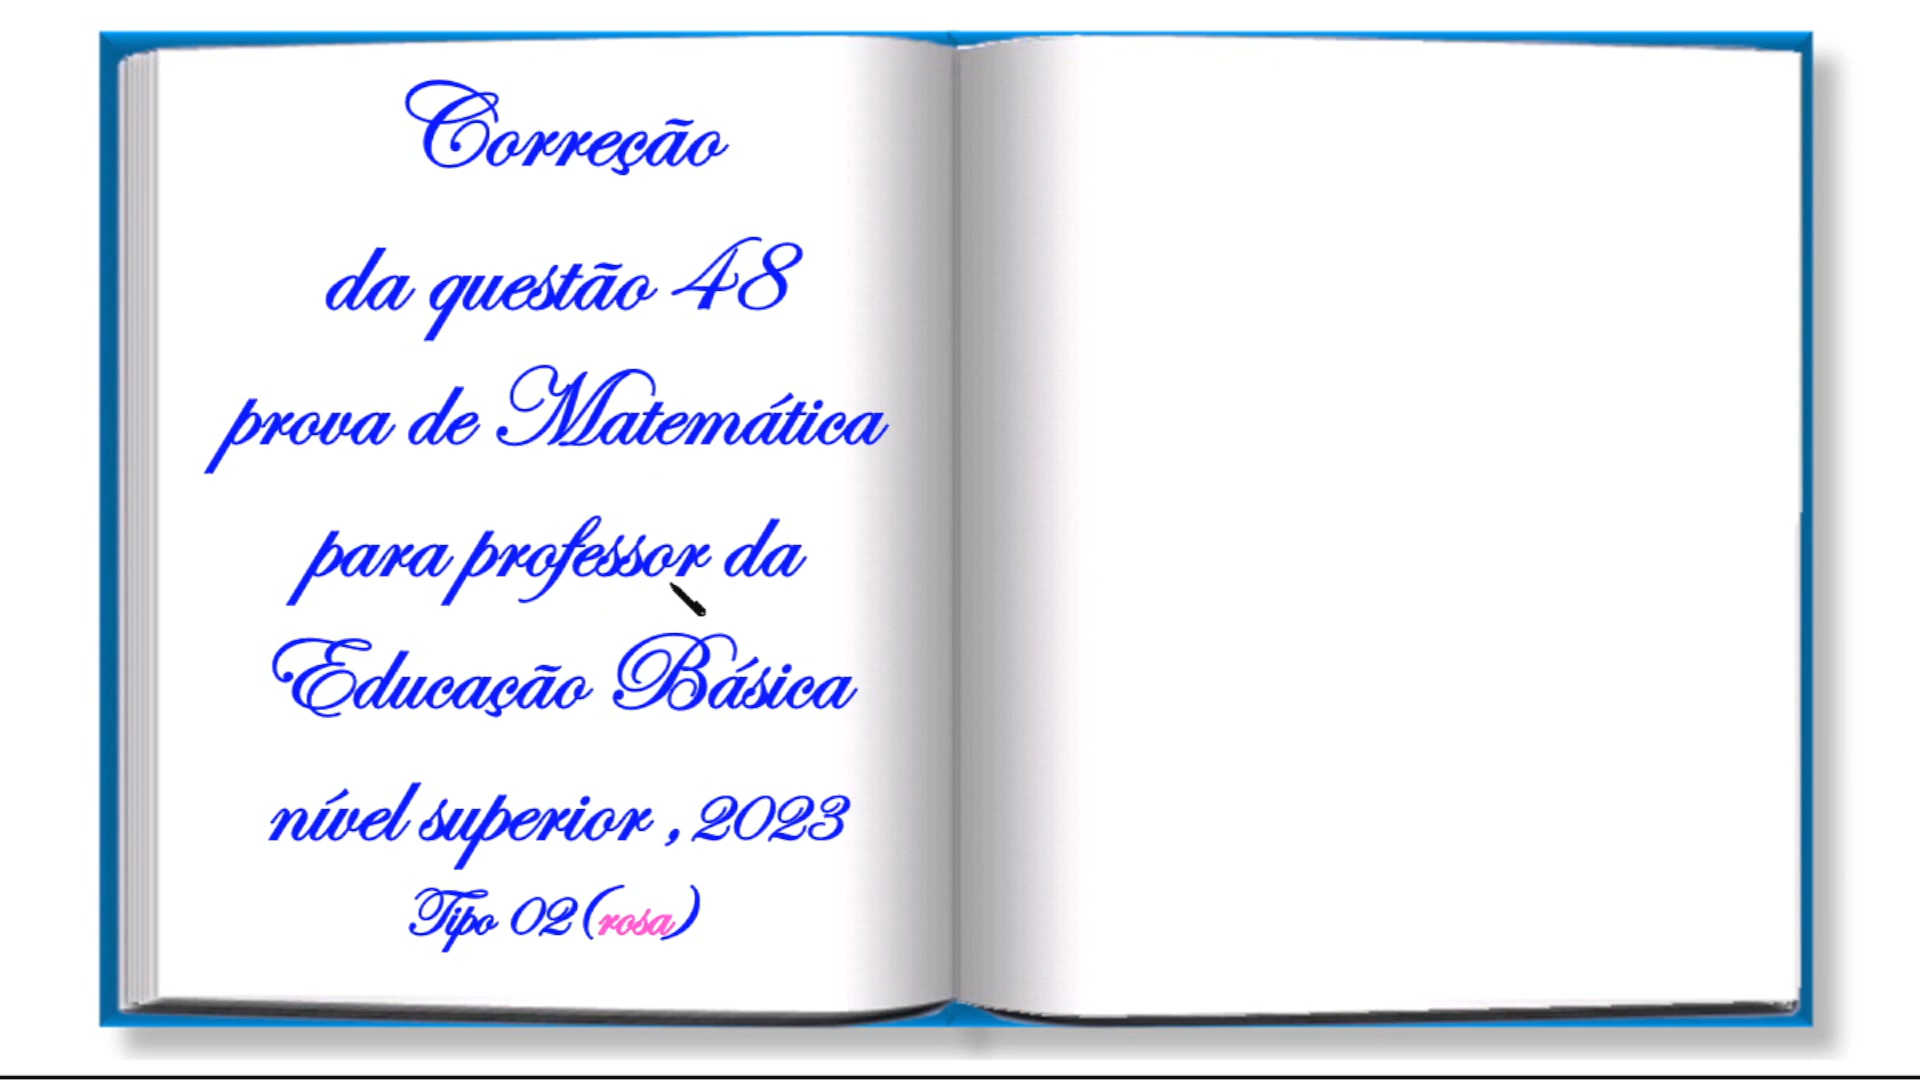 Correção
da questão 48
prova de Matemática
para professor da
Educação Básica
nível superior , 2023
Tipo 02 (rosa)